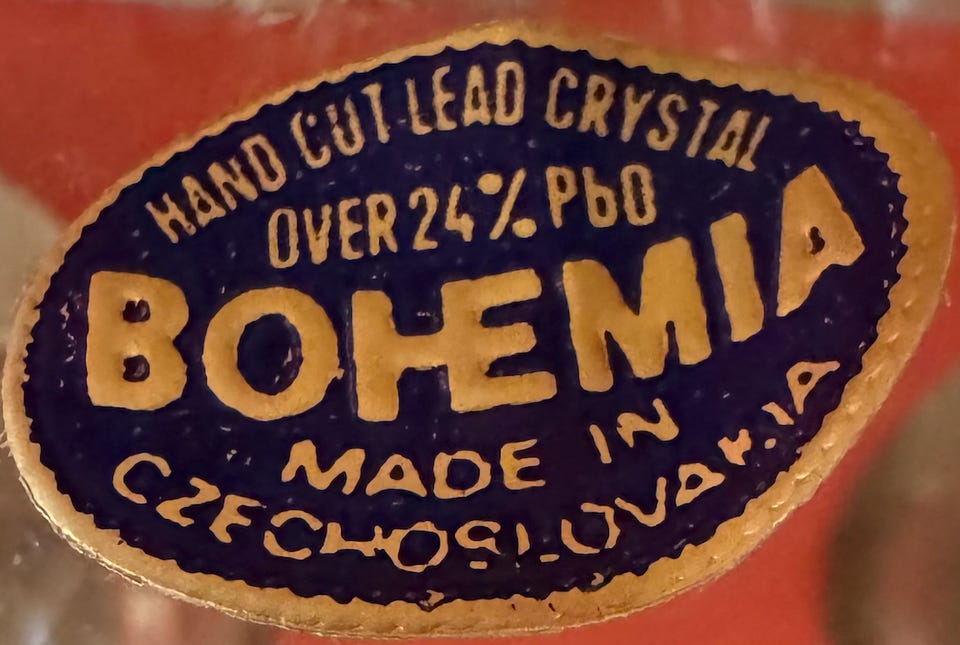 HAND CUT LEAD CRYSTAL
OVER 24% PbO
BOHEMIA
MADE IN
CZECHOSLOVAKIA